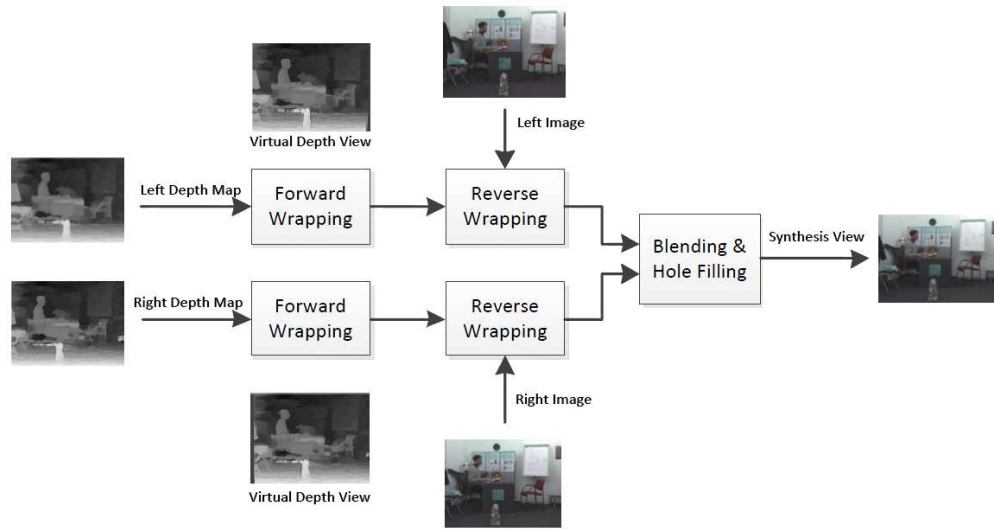 Virtual Depth View
Left Image
Left Depth Map
Forward
Wrapping
Reverse
Wrapping
Blending &
Hole Filling
Synthesis View
Right Depth Map
Forward
Wrapping
Reverse
Wrapping
Right Image
Virtual Depth View